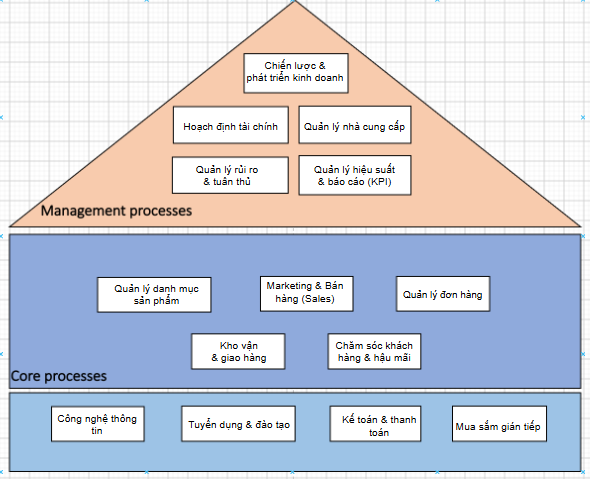 Chiến lược &
phát triển kinh doanh
Hoạch định tài chính
Quản lý nhà cung cấp
Quản lý rủi ro
& tuân thủ
Quản lý hiệu suất
& báo cáo (KPI)
Management processes
Quản lý danh mục
sản phẩm
Marketing & Bán
hàng (Sales)
Quản lý đơn hàng
Kho vận
& giao hàng
Chăm sóc khách
hàng & hậu mãi
Core processes
Công nghệ thông
tin
Tuyển dụng & đào tạo
Kế toán & thanh
toán
Mua sắm gián tiếp